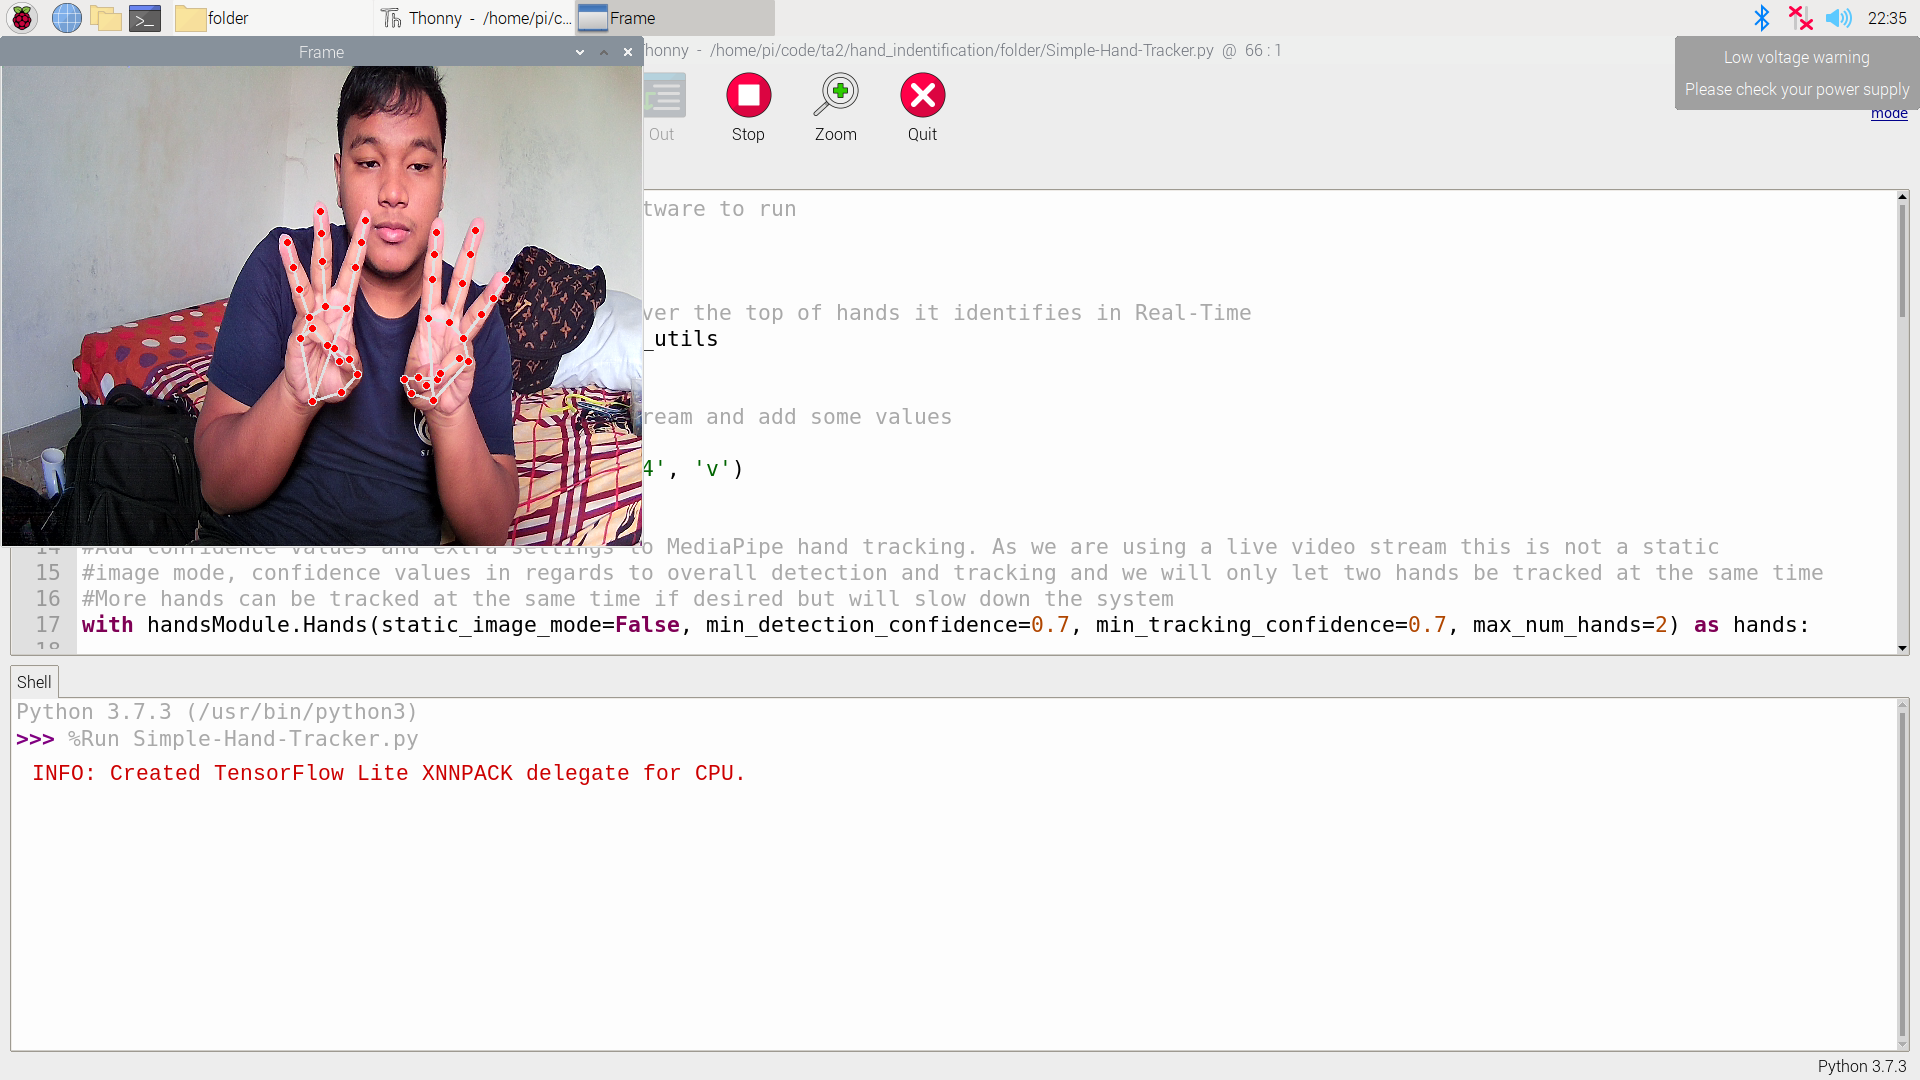 folder
Thonny - /home/pi/c...
Frame
22:35
Frame
honny - /home/pi/code/ta2/hand_indentification/folder/Simple-Hand-Tracker.py @ 66 : 1
Low voltage warning
Please check your power supply
mode
Out
Stop
Zoom
Quit
tware to run
ver the top of hands it identifies in Real-Time
_utils
ream and add some values
4', 'v')
14 #Add confidence values and extra settings to MediaPipe hand tracking. As we are using a live video stream this is not a static
15 #image mode, confidence values in regards to overall detection and tracking and we will only let two hands be tracked at the same time
16 #More hands can be tracked at the same time if desired but will slow down the system
17 with handsModule.Hands(static_image_mode=False, min_detection_confidence=0.7, min_tracking_confidence=0.7, max_num_hands=2) as hands:
18
Shell
Python 3.7.3 (/usr/bin/python3)
>>> %Run Simple-Hand-Tracker.py
INFO: Created TensorFlow Lite XNNPACK delegate for CPU.
Python 3.7.3